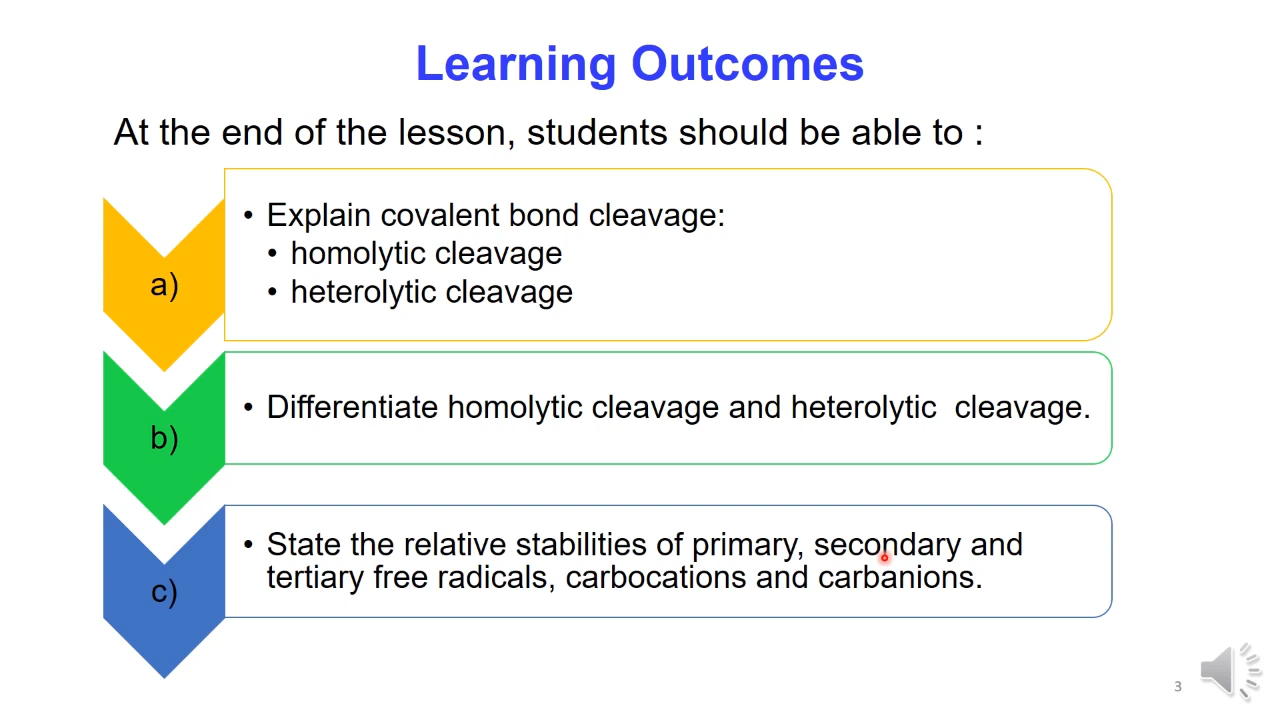 Learning Outcomes
At the end of the lesson, students should be able to :
a)
• Explain covalent bond cleavage:
• homolytic cleavage
• heterolytic cleavage
b)
• Differentiate homolytic cleavage and heterolytic  cleavage.
c)
• State the relative stabilities of primary, secondary and
tertiary free radicals, carbocations and carbanions.
3